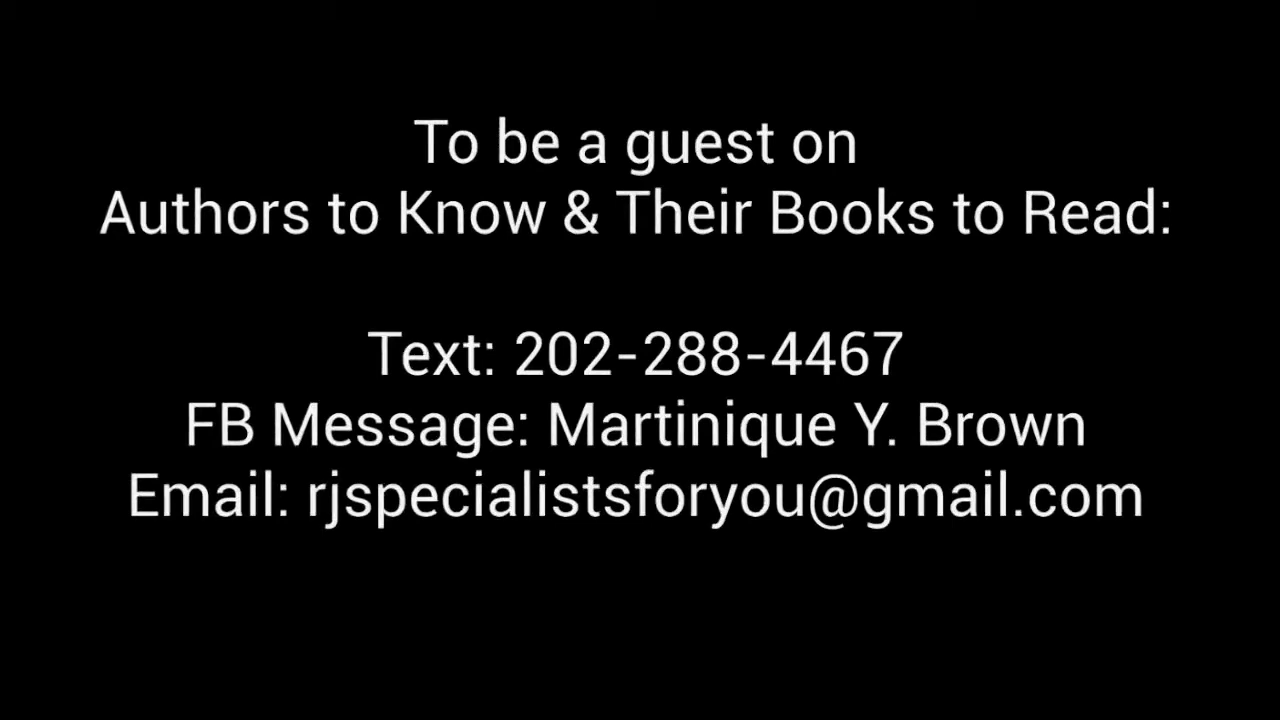 To be a guest on
Authors to Know & Their Books to Read:
Text: 202-288-4467
FB Message: Martinique Y. Brown
Email: rjspecialistsforyou@gmail.com